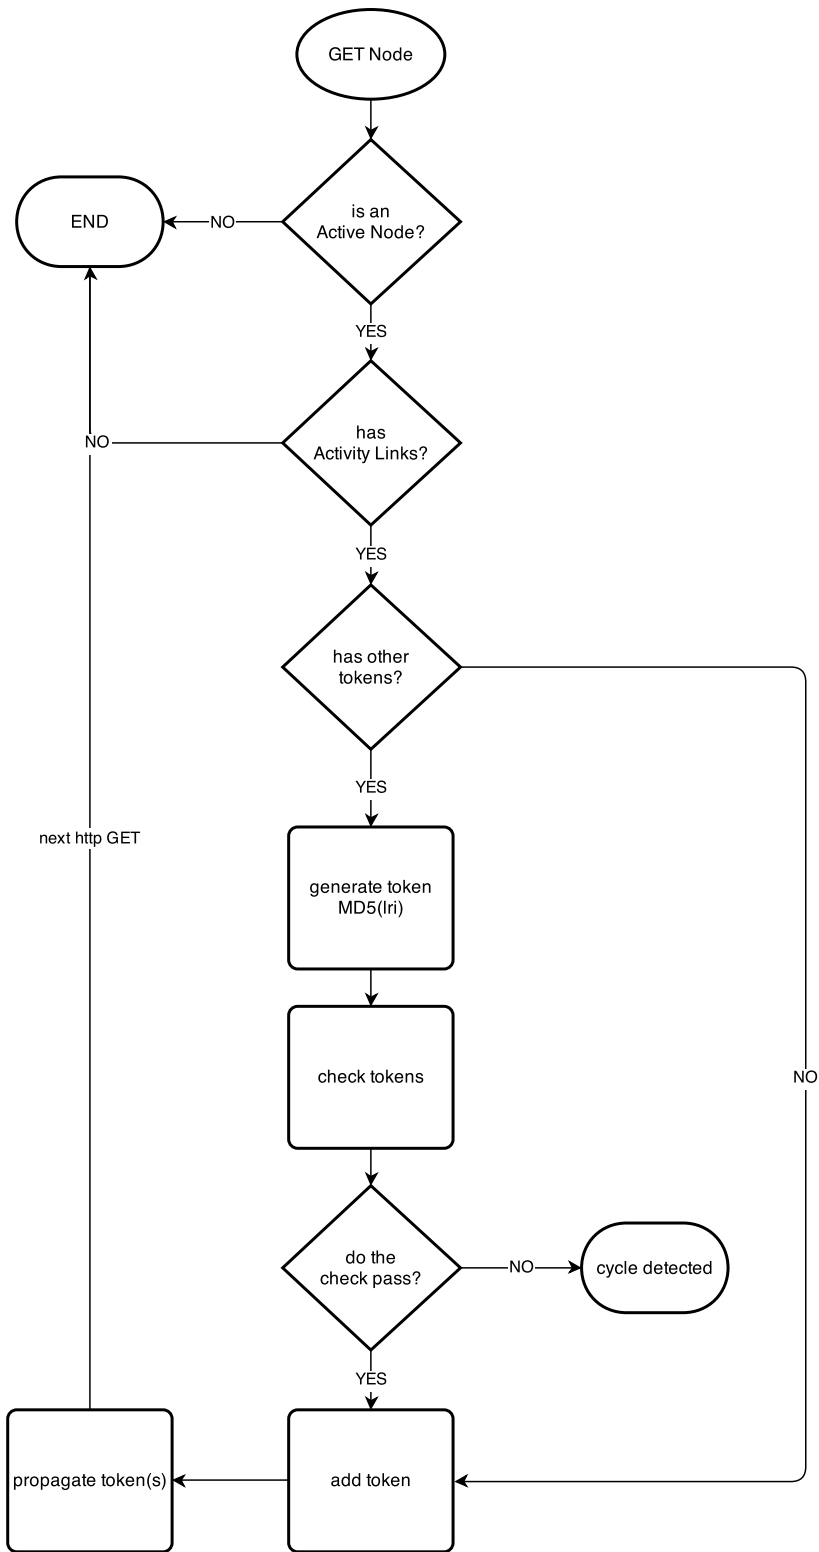 GET Node
is an
Active Node?
NO
END
YES
has
Activity Links?
NO
YES
has other
tokens?
YES
next http GET
generate token
MD5(lri)
check tokens
NO
do the
check pass?
NO
cycle detected
YES
propagate token(s)
add token